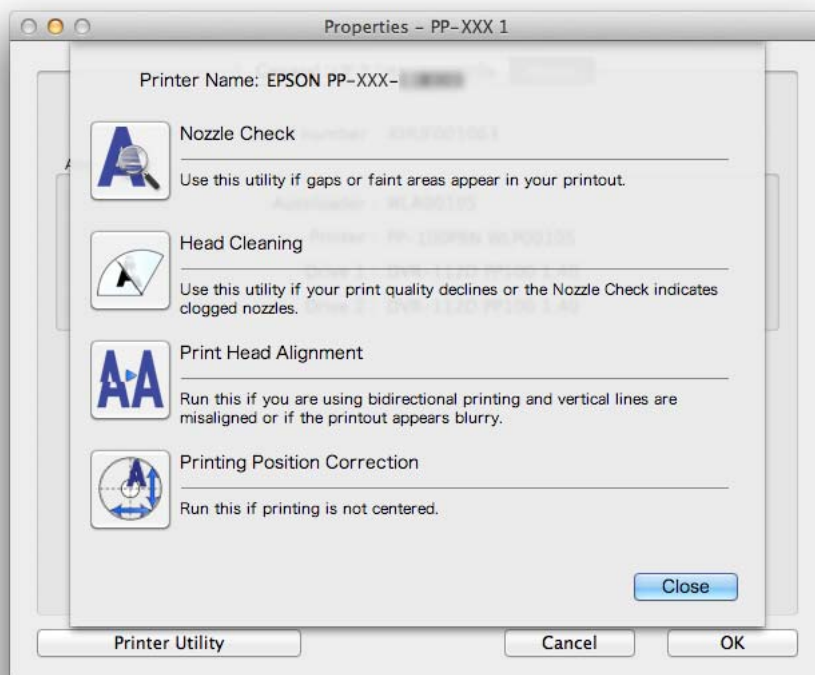 Properties – PP-XXX 1
Printer Name: EPSON PP-XXX-
Nozzle Check
Use this utility if gaps or faint areas appear in your printout.
Head Cleaning
Use this utility if your print quality declines or the Nozzle Check indicates
clogged nozzles.
Print Head Alignment
Run this if you are using bidirectional printing and vertical lines are
misaligned or if the printout appears blurry.
Printing Position Correction
Run this if printing is not centered.
Close
Printer Utility
Cancel
OK